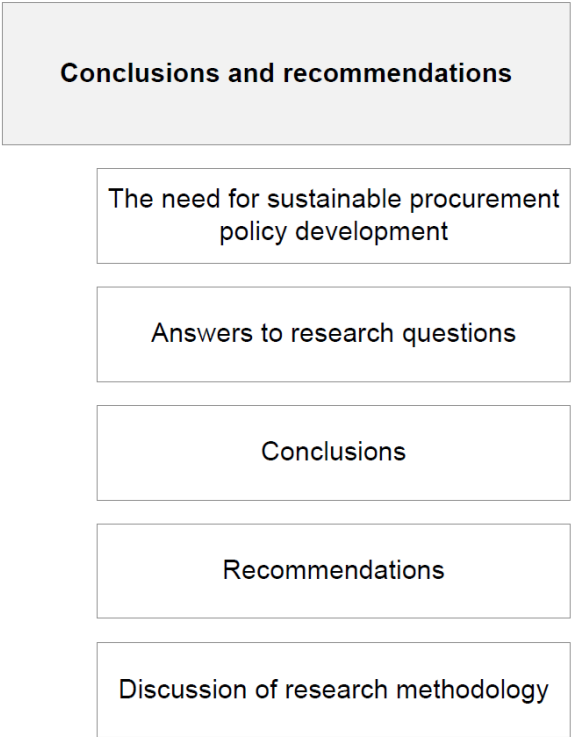 Conclusions and recommendations
The need for sustainable procurement
policy development
Answers to research questions
Conclusions
Recommendations
Discussion of research methodology